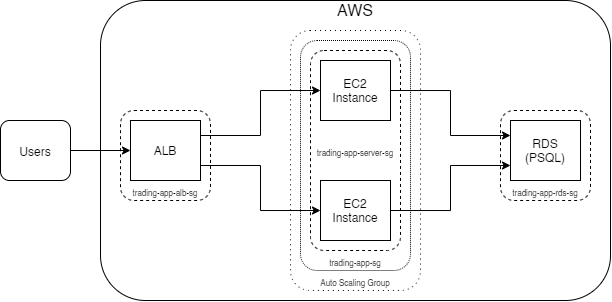 AWS
Users
ALB
trading-app-alb-sg
EC2
Instance
trading-app-server-sg
EC2
Instance
trading-app-sg
Auto Scaling Group
RDS
(PSQL)
trading-app-rds-sg